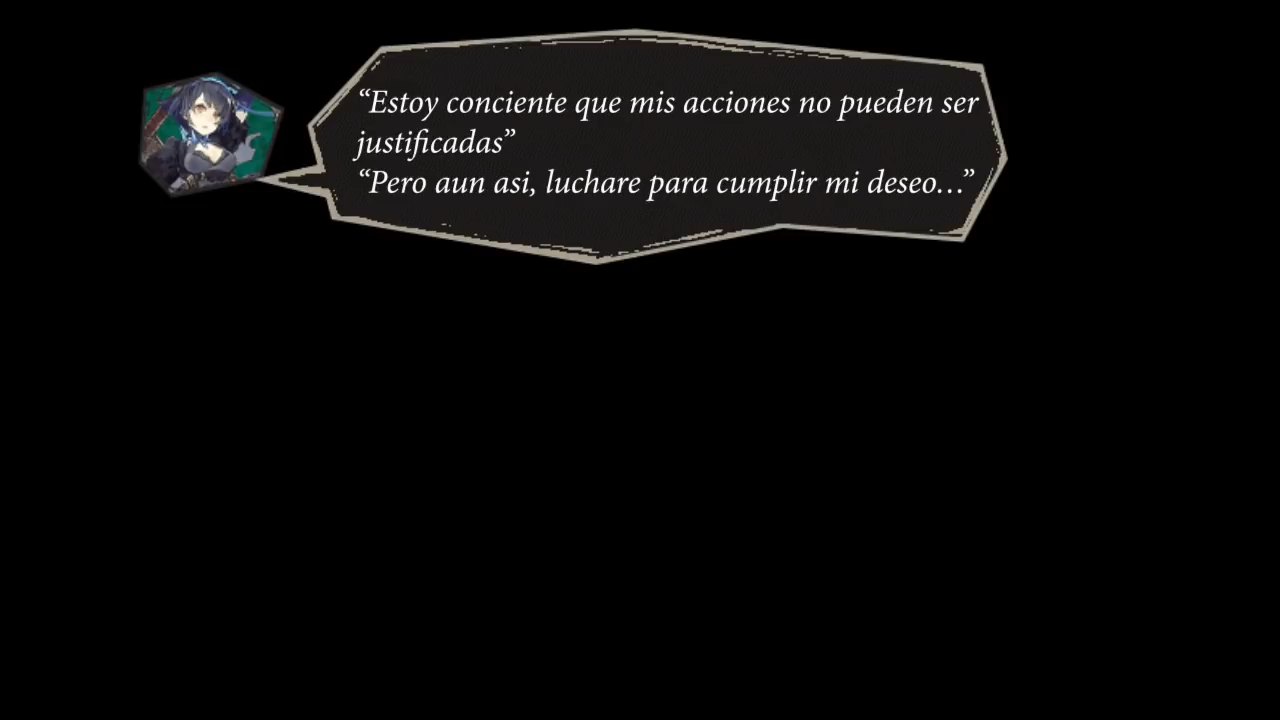 “Estoy conciente que mis acciones no pueden ser
justificadas”
“Pero aun asi, luchare para cumplir mi deseo…”